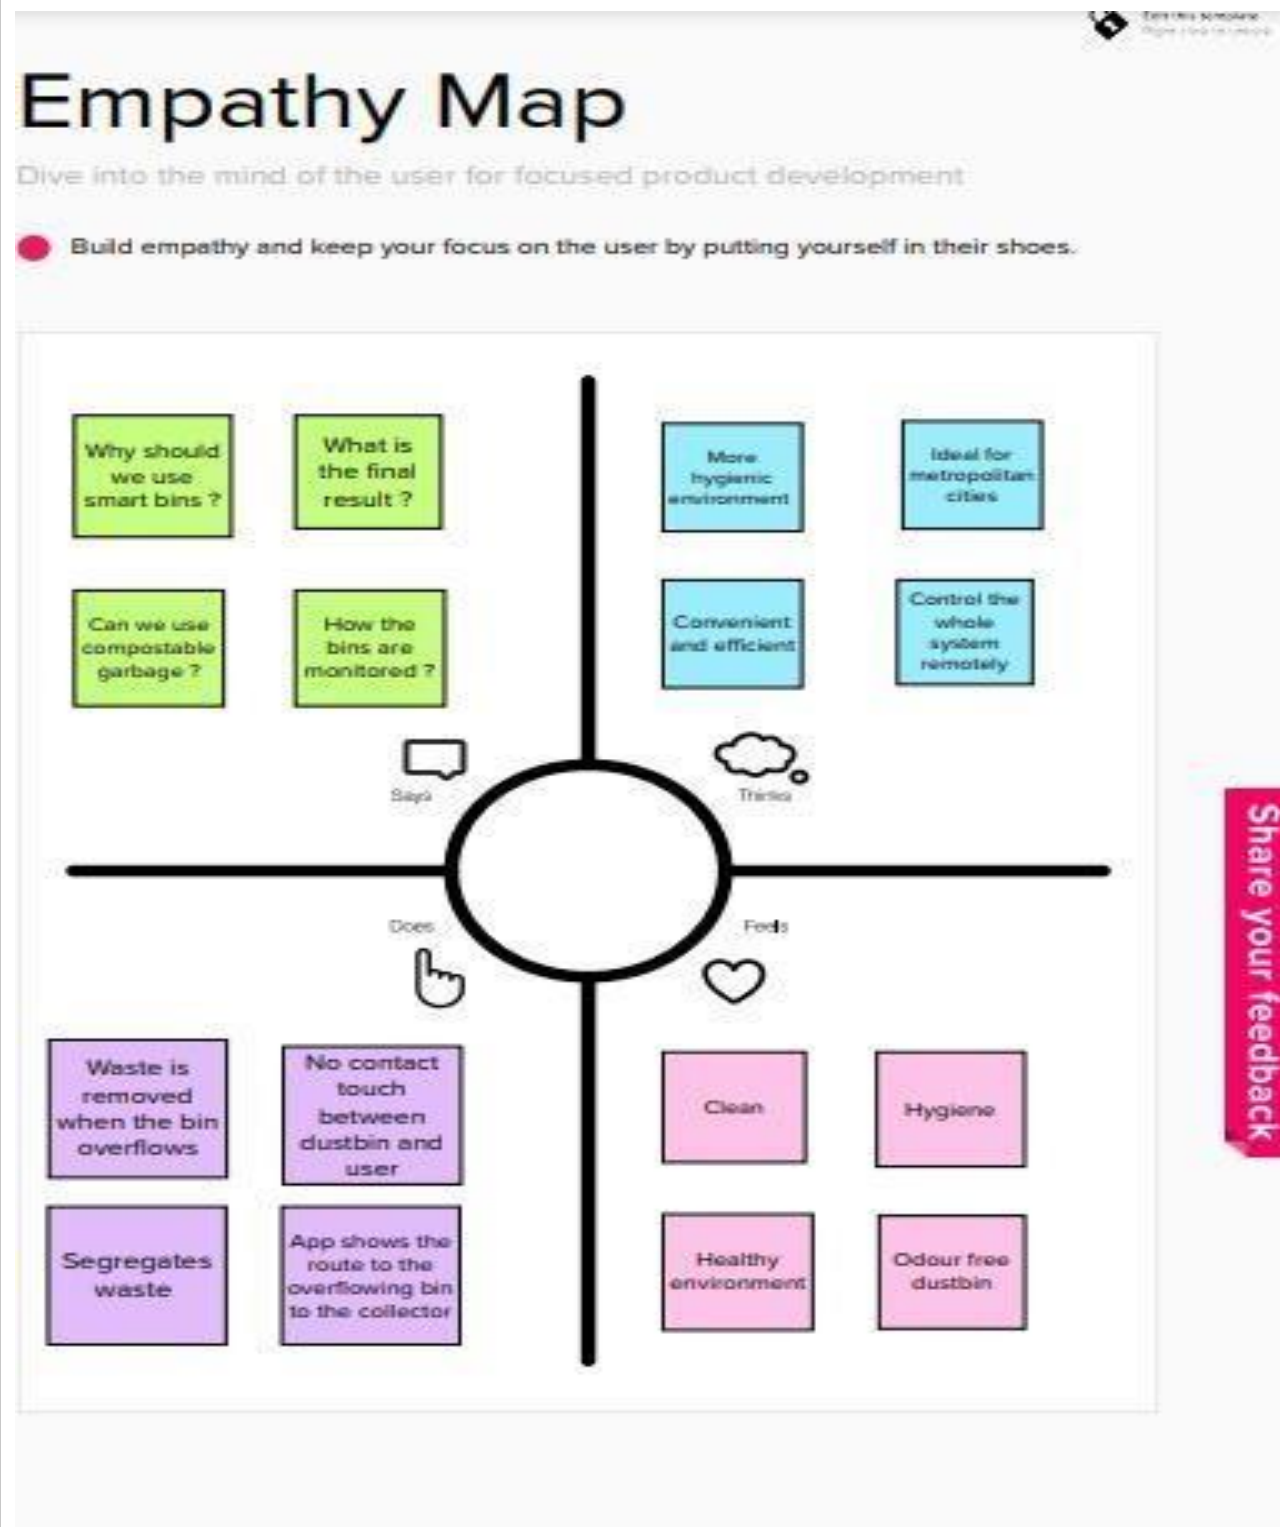 Edit this template
Empathy Map
Dive into the mind of the user for focused product development
Build empathy and keep your focus on the user by putting yourself in their shoes.
Why should
we use
smart bins ?
What is
the final
result ?
Can we use
compostable
garbage ?
How the
bins are
monitored ?
Says
More
hygienic
environment
Ideal for
metropolitan
cities
Convenient
and efficient
Control the
whole
system
remotely
Thinks
Does
Waste is
removed
when the bin
overflows
No contact
touch
between
dustbin and
user
Segregates
waste
App shows the
route to the
overflowing bin
to the collector
Feels
Clean
Hygiene
Healthy
environment
Odour free
dustbin
Share your feedback